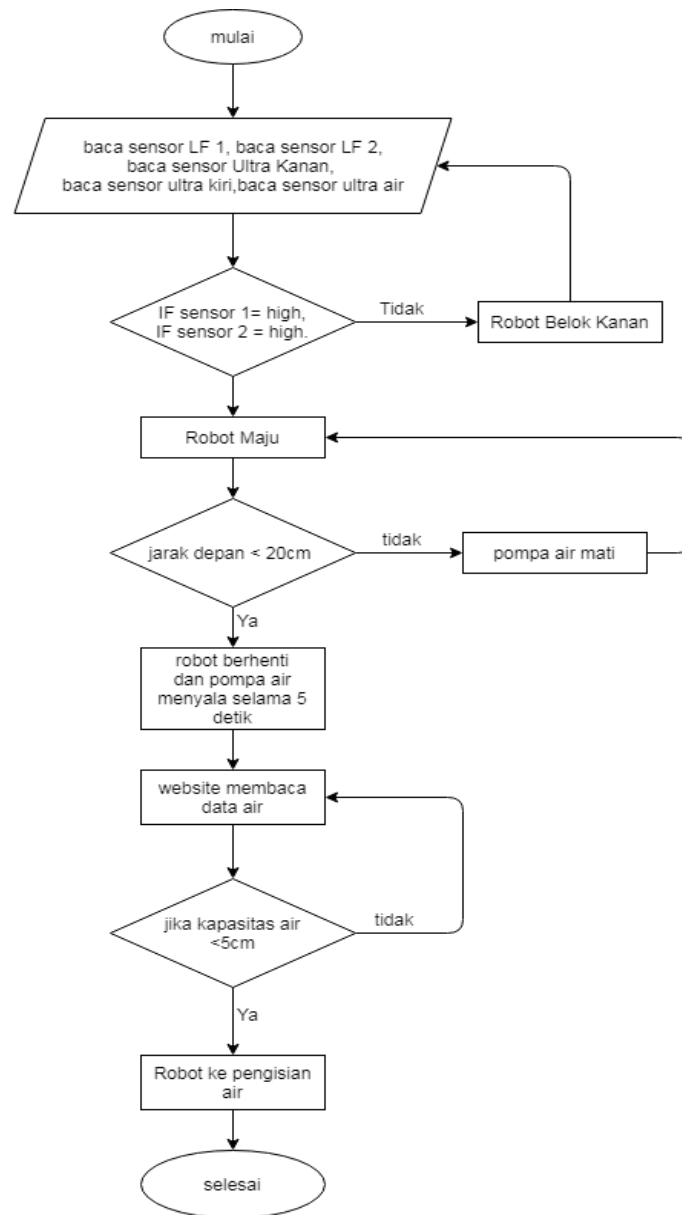 mulai
baca sensor LF 1, baca sensor LF 2,
baca sensor Ultra Kanan,
baca sensor ultra kiri,baca sensor ultra air
IF sensor 1= high,
IF sensor 2 = high.
Tidak
Robot Belok Kanan
Robot Maju
jarak depan < 20cm
tidak
pompa air mati
Ya
robot berhenti
dan pompa air
menyala selama 5
detik
website membaca
data air
jika kapasitas air
<5cm
tidak
Ya
Robot ke pengisian
air
selesai